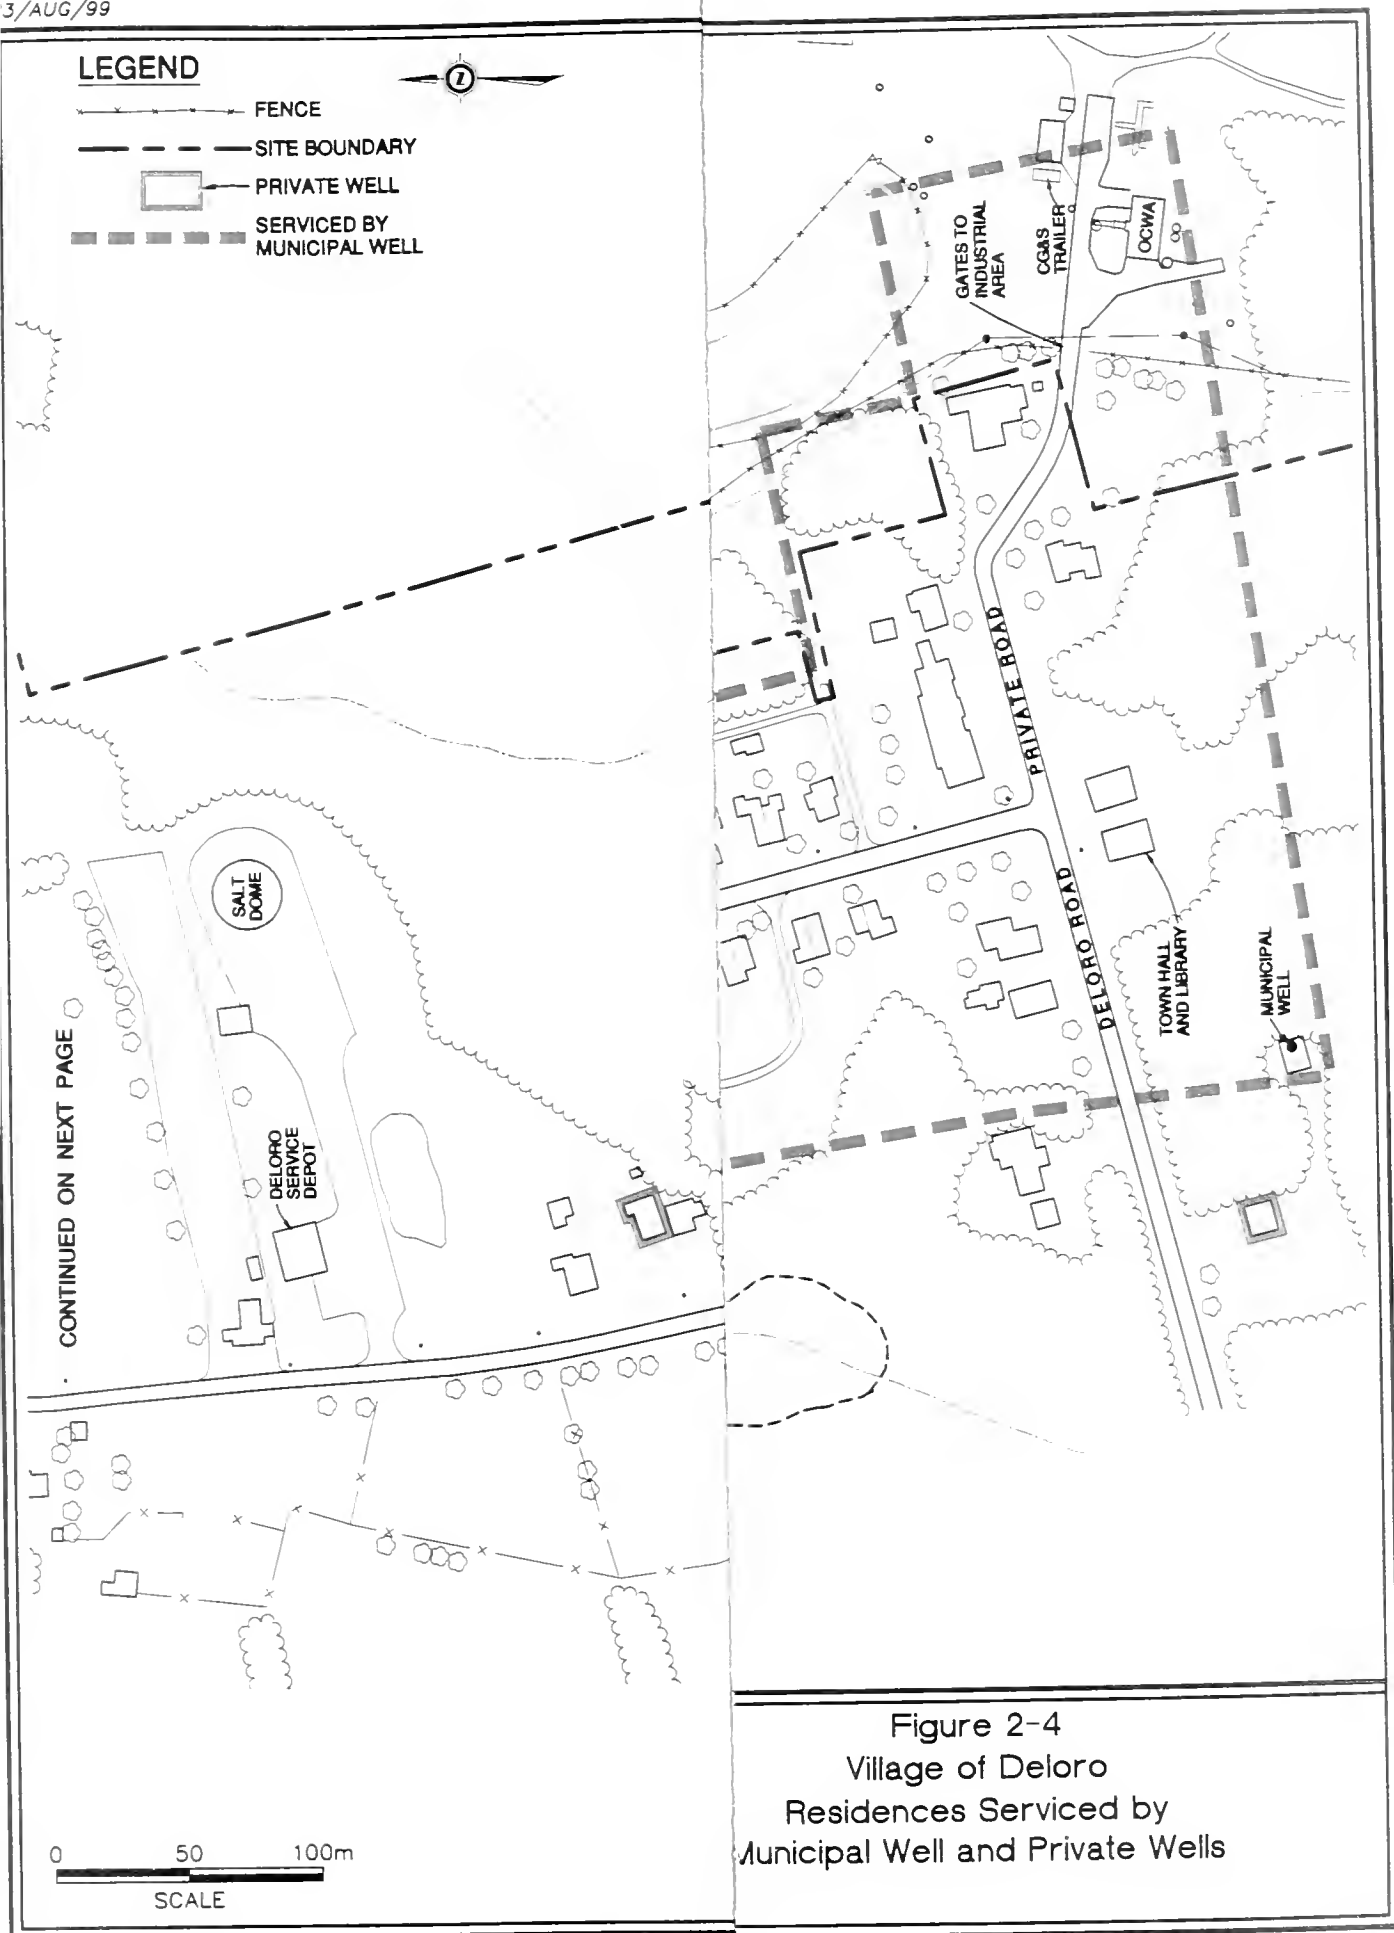 3/AUG/99
LEGEND
FENCE
SITE BOUNDARY
PRIVATE WELL
SERVICED BY
MUNICIPAL WELL
Z
GATES TO
INDUSTRIAL
AREA
CG&S
TRAILER
OCWA
PRIVATE ROAD
SALT
DOME
DELORO ROAD
TOWN HALL
AND LIBRARY
MUNICIPAL
WELL
CONTINUED ON NEXT PAGE
DELORO
SERVICE
DEPOT
Figure 2-4
Village of Deloro
Residences Serviced by
Municipal Well and Private Wells
0 50 100m
SCALE